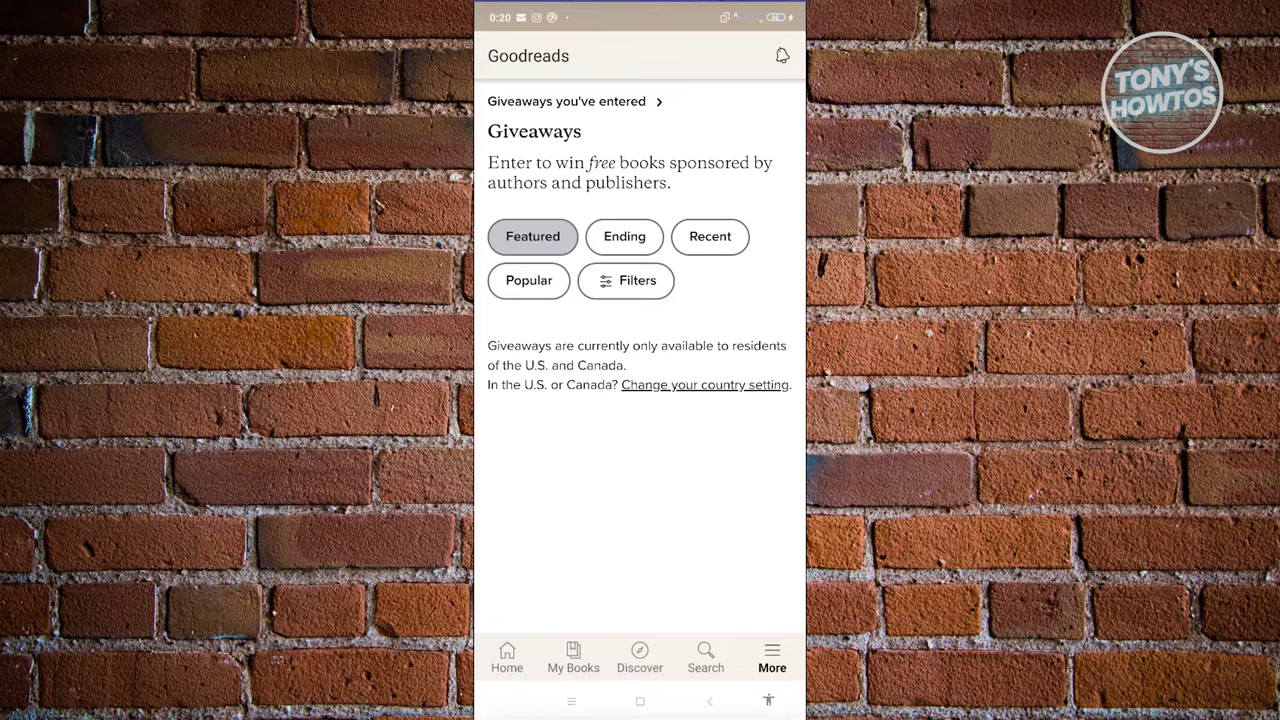 0:20
Goodreads
TONY'S
HOWTOS
Giveaways you've entered
Giveaways
Enter to win free books sponsored by
authors and publishers.
Featured Ending Recent
Popular Filters
Giveaways are currently only available to residents
of the U.S. and Canada.
In the U.S. or Canada? Change your country setting.
Home My Books Discover Search More